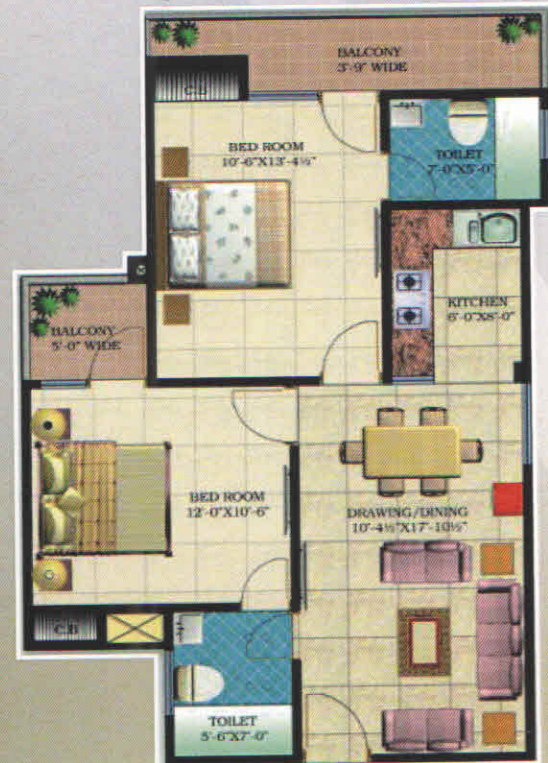 BALCONY
3'-9" WIDE
C.B
BED ROOM
10'-6"X13'-4½"
TOILET
7'-0"X5'-0"
KITCHEN
6'-0"X8'-0"
BALCONY
5'-0" WIDE
BED ROOM
12'-0"X10'-6"
DRAWING/DINING
10'-4½"X17'-10½"
C.B
TOILET
5'-6"X7'-0"